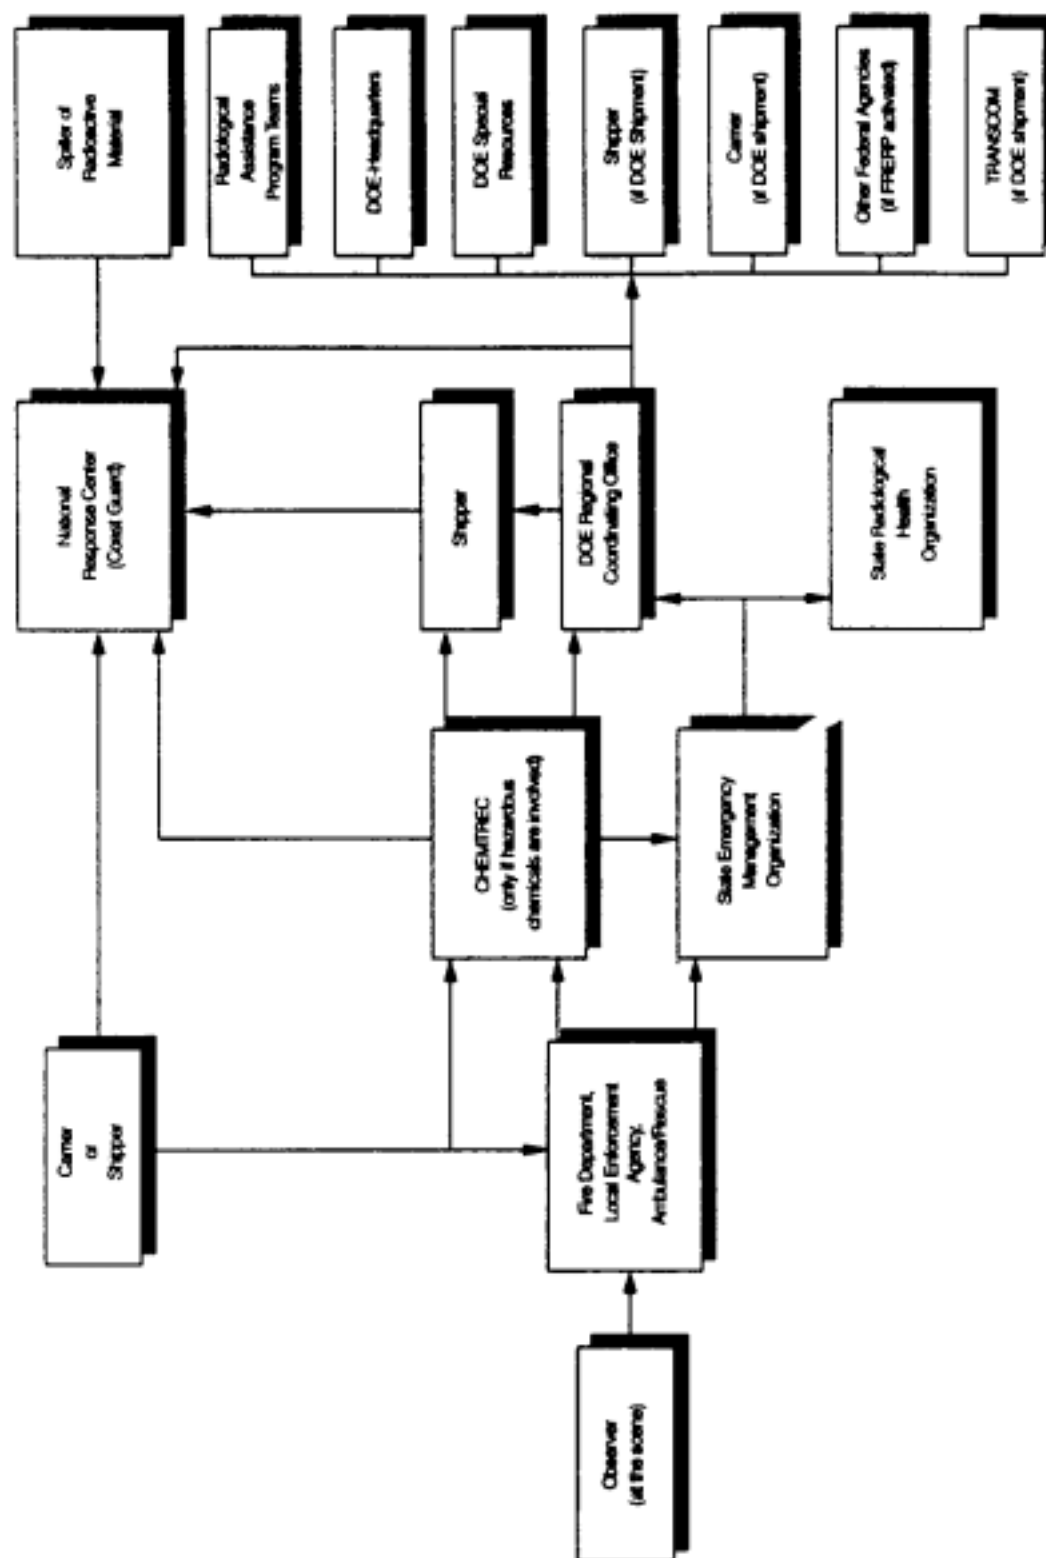 Carrier
or
Shipper
National
Response Center
(Coast Guard)
Spiller of
Radioactive
Material
Radiological
Assistance
Program Teams
DOE-Headquarters
CHEMTREC
(only if hazardous
chemicals are involved)
Shipper
DOE Special
Resources
Observer
(at the scene)
Fire Department,
Local Enforcement
Agency,
Ambulance/Rescue
DOE Regional
Coordinating Office
Shipper
(if DOE Shipment)
State Emergency
Management
Organization
Carrier
(if DOE shipment)
State Radiological
Health
Organization
Other Federal Agencies
(if FRERP activated)
TRANSCOM
(if DOE shipment)